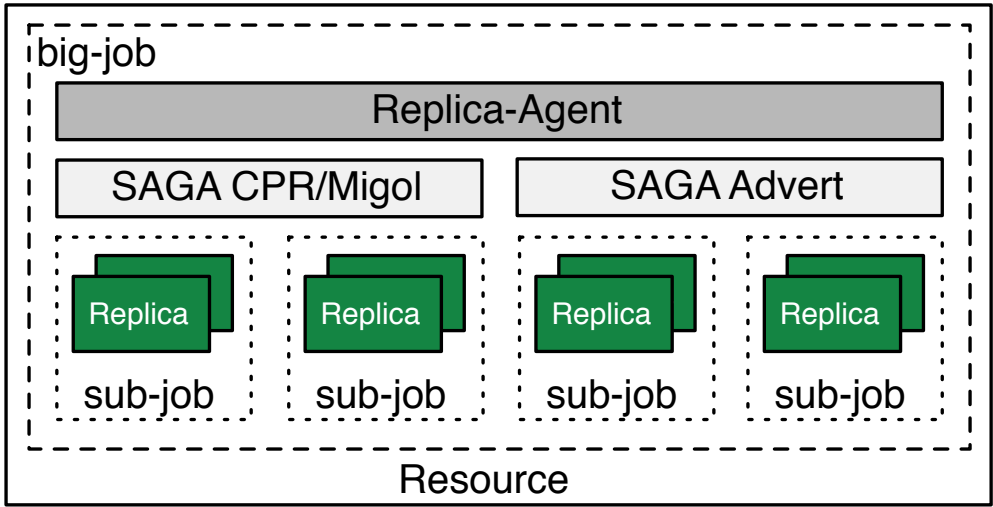 big-job
Replica-Agent
SAGA CPR/Migol
SAGA Advert
Replica
Replica
Replica
Replica
sub-job
sub-job
sub-job
sub-job
Resource